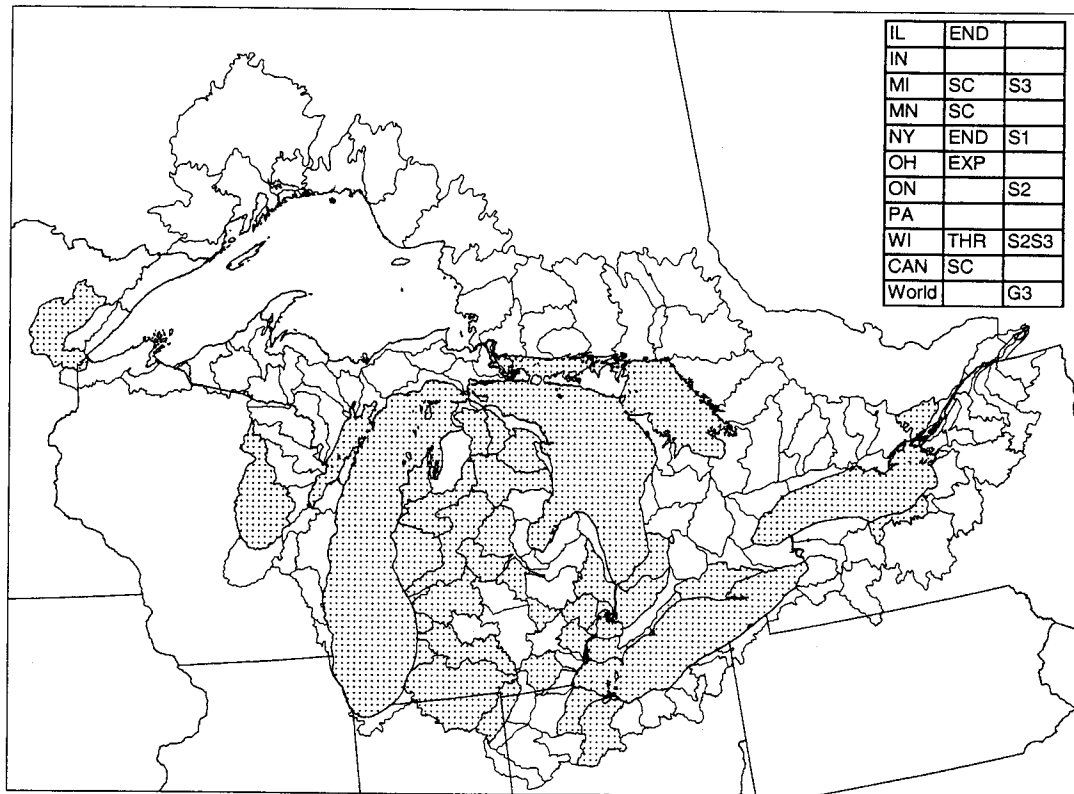 IL END
IN
MI SC S3
MN SC
NY END S1
OH EXP
ON S2
PA
WI THR S2S3
CAN SC
World G3